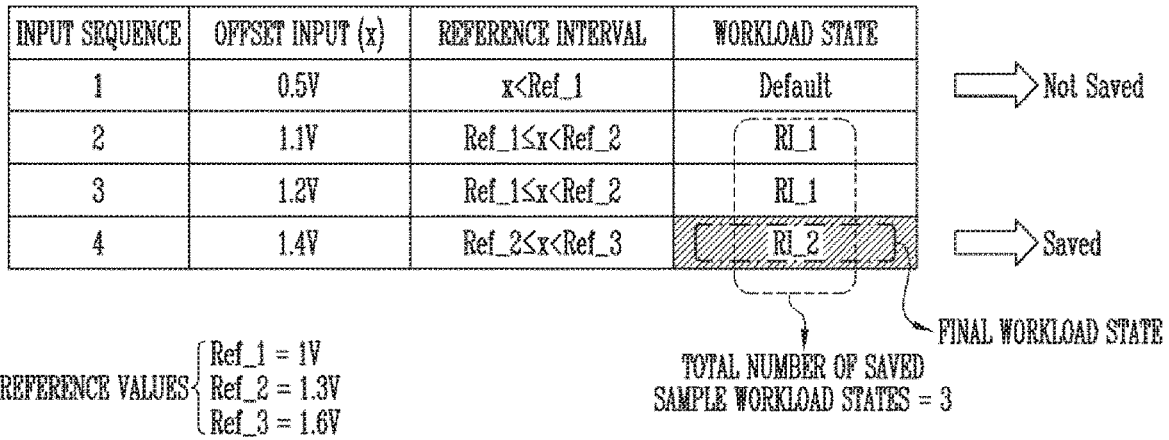 INPUT SEQUENCE OFFSET INPUT (x) REFERENCE INTERVAL WORKLOAD STATE
1 0.5V x<Ref_1 Default Not Saved
2 1.1V Ref_1≤x<Ref_2 RI_1
3 1.2V Ref_1≤x<Ref_2 RI_1
4 1.4V Ref_2≤x<Ref_3 RI_2 Saved
FINAL WORKLOAD STATE
TOTAL NUMBER OF SAVED
SAMPLE WORKLOAD STATES = 3
Ref_1 = 1V
REFERENCE VALUES Ref_2 = 1.3V
Ref_3 = 1.6V